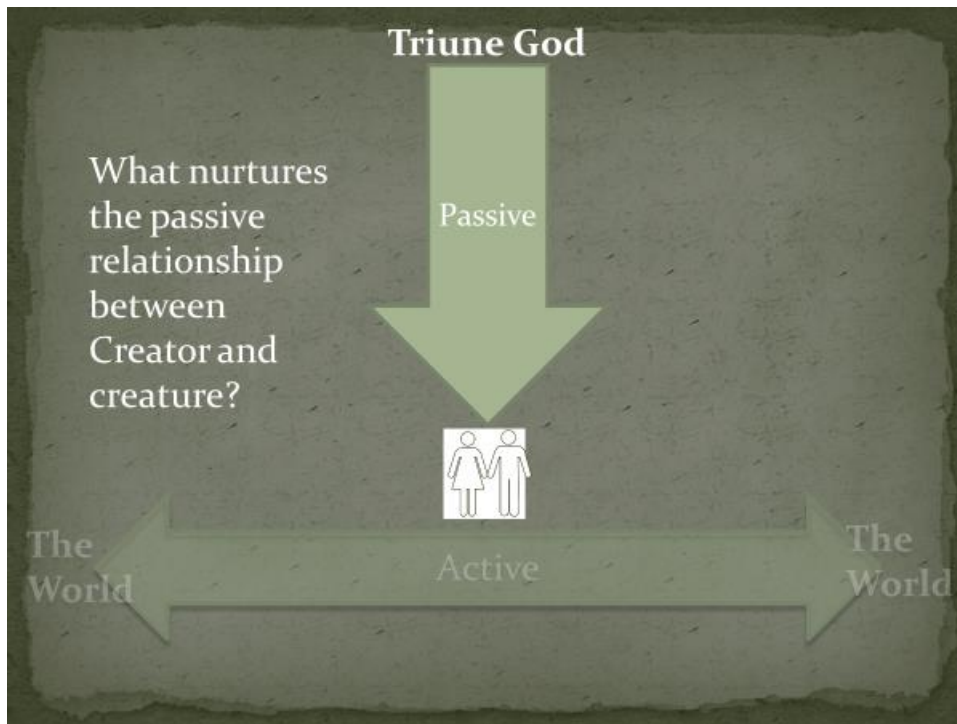 Triune God
What nurtures
the passive
relationship
between
Creator and
creature?
Passive
The
World
Active
The
World